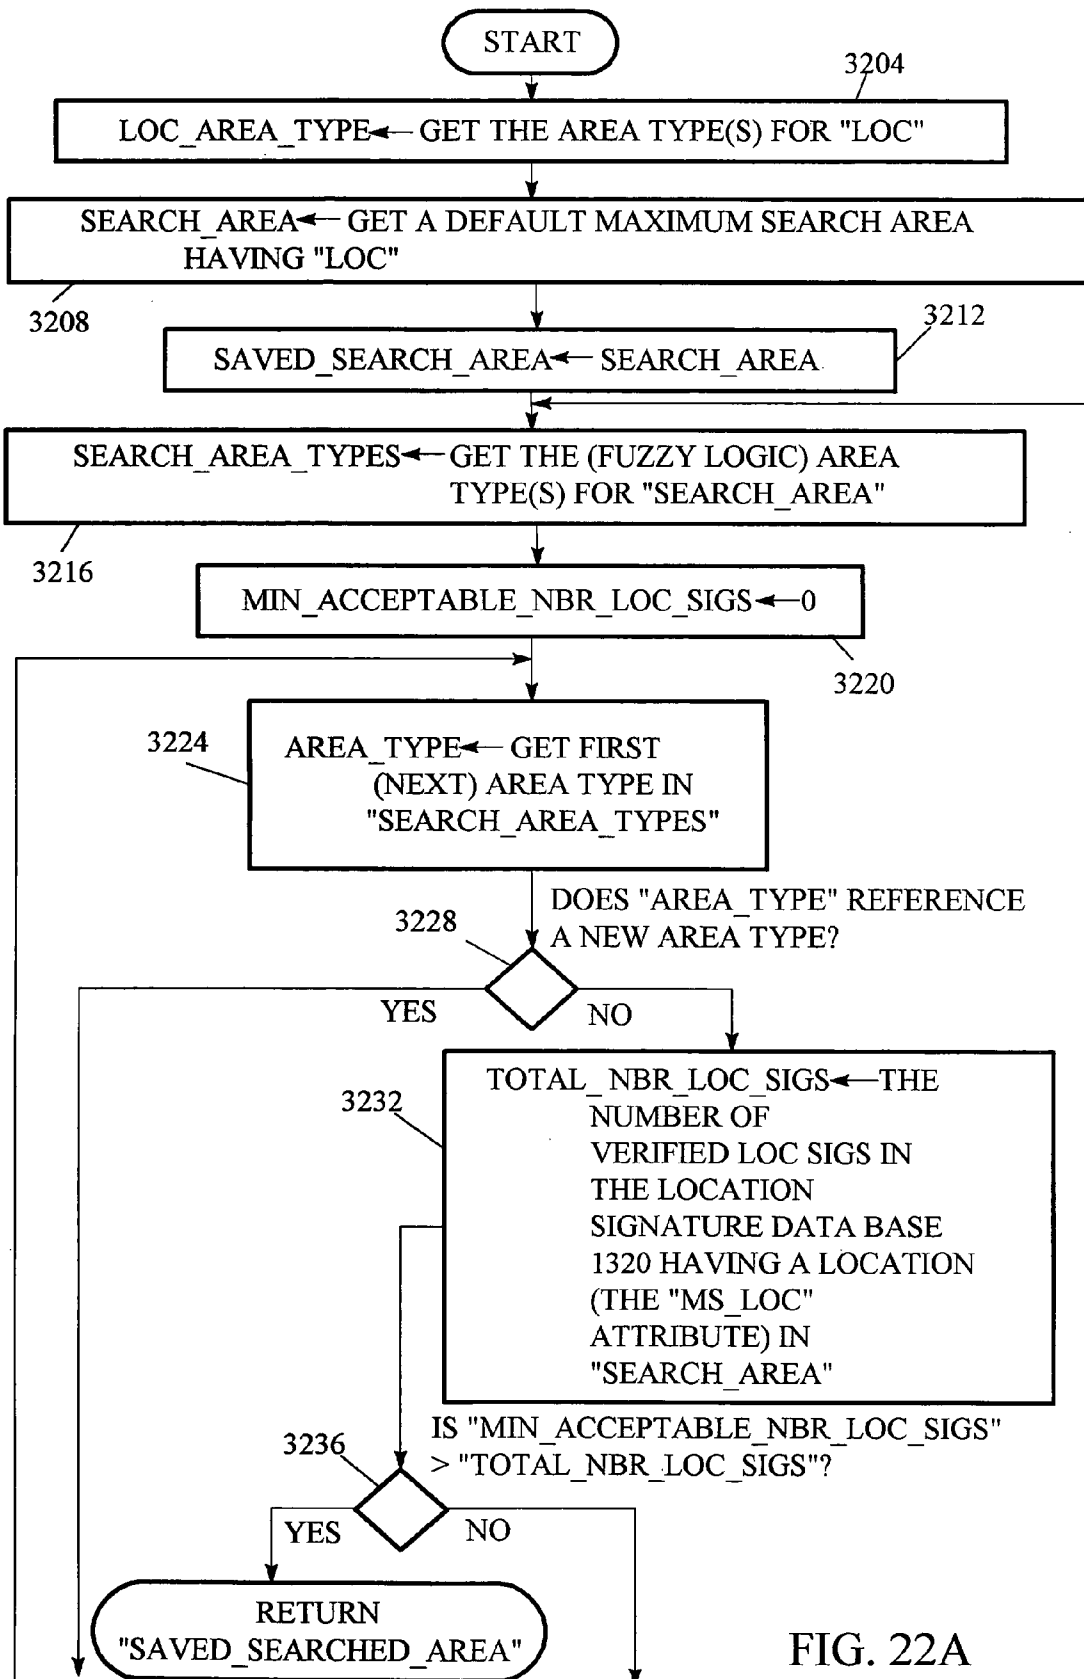 START
3204
LOC_AREA_TYPE← GET THE AREA TYPE(S) FOR "LOC"
SEARCH_AREA← GET A DEFAULT MAXIMUM SEARCH AREA
HAVING "LOC"
3208
3212
SAVED_SEARCH_AREA← SEARCH_AREA
SEARCH_AREA_TYPES← GET THE (FUZZY LOGIC) AREA
TYPE(S) FOR "SEARCH_AREA"
3216
MIN_ACCEPTABLE_NBR_LOC_SIGS←0
3220
3224
AREA_TYPE← GET FIRST
(NEXT) AREA TYPE IN
"SEARCH_AREA_TYPES"
DOES "AREA_TYPE" REFERENCE
A NEW AREA TYPE?
3228
YES
NO
3232
TOTAL_ NBR_LOC_SIGS←THE
NUMBER OF
VERIFIED LOC SIGS IN
THE LOCATION
SIGNATURE DATA BASE
1320 HAVING A LOCATION
(THE "MS_LOC"
ATTRIBUTE) IN
"SEARCH_AREA"
IS "MIN_ACCEPTABLE_NBR_LOC_SIGS"
> "TOTAL_NBR_LOC_SIGS"?
3236
YES
NO
RETURN
"SAVED_SEARCHED_AREA"
FIG. 22A